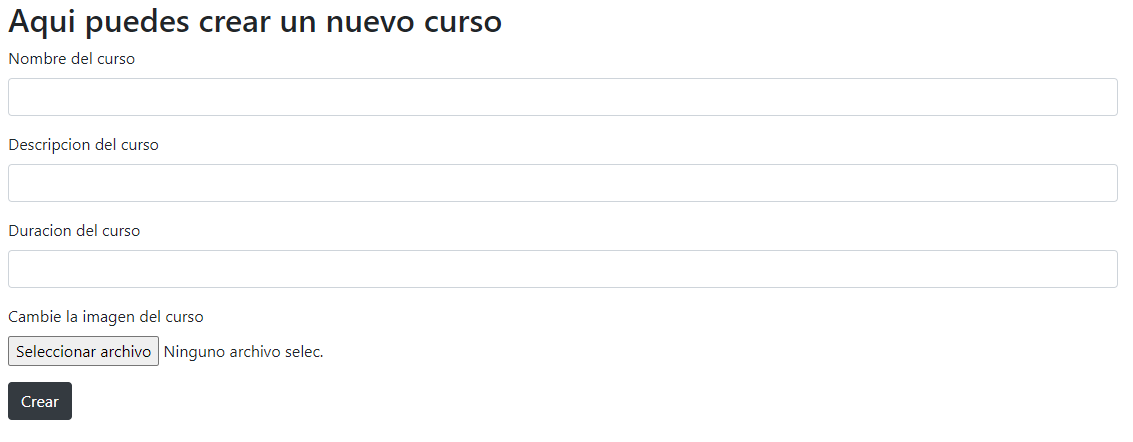 Aqui puedes crear un nuevo curso
Nombre del curso
Descripcion del curso
Duracion del curso
Cambie la imagen del curso
Seleccionar archivo Ninguno archivo selec.
Crear